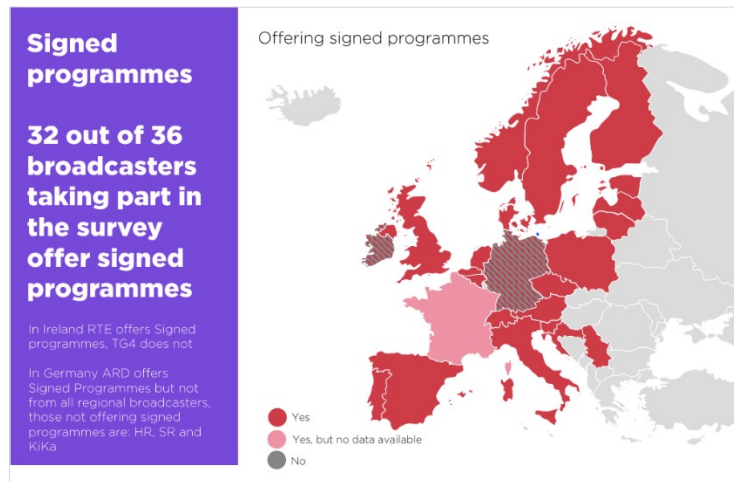 Signed
programmes
32 out of 36
broadcasters
taking part in
the survey
offer signed
programmes
In Ireland RTE offers Signed
programmes, TG4 does not
In Germany ARD offers
Signed Programmes but not
from all regional broadcasters,
those not offering signed
programmes are: HR, SR and
KiKa
Offering signed programmes
Yes
Yes, but no data available
No